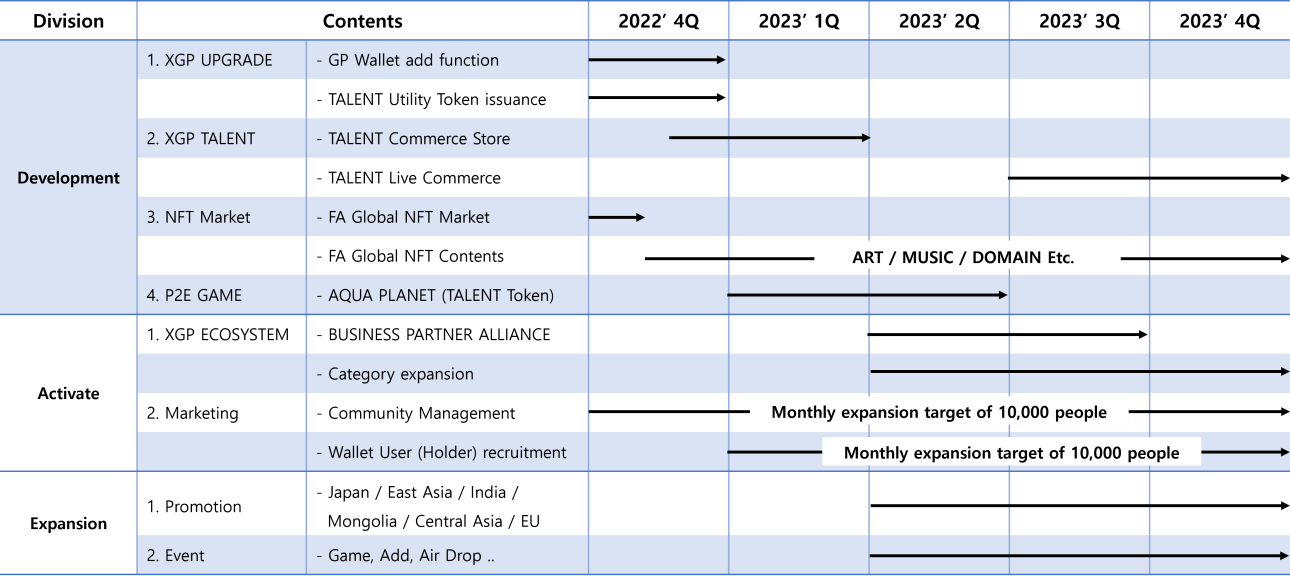 Division Contents 2022’ 4Q 2023’ 1Q 2023’ 2Q 2023’ 3Q 2023’ 4Q
Development
1. XGP UPGRADE - GP Wallet add function
- TALENT Utility Token issuance
2. XGP TALENT - TALENT Commerce Store
- TALENT Live Commerce
3. NFT Market - FA Global NFT Market
- FA Global NFT Contents ART / MUSIC / DOMAIN Etc.
4. P2E GAME - AQUA PLANET (TALENT Token)
Activate
1. XGP ECOSYSTEM - BUSINESS PARTNER ALLIANCE
- Category expansion
2. Marketing - Community Management Monthly expansion target of 10,000 people
- Wallet User (Holder) recruitment Monthly expansion target of 10,000 people
Expansion
1. Promotion - Japan / East Asia / India /
Mongolia / Central Asia / EU
2. Event - Game, Add, Air Drop ..